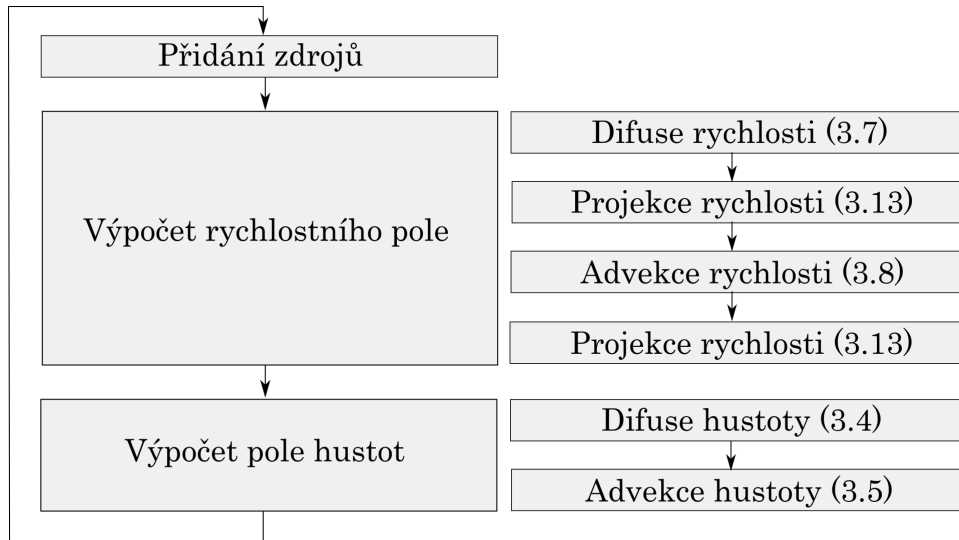 Přidání zdrojů
Výpočet rychlostního pole
Difuse rychlosti (3.7)
Projekce rychlosti (3.13)
Advekce rychlosti (3.8)
Projekce rychlosti (3.13)
Výpočet pole hustot
Difuse hustoty (3.4)
Advekce hustoty (3.5)